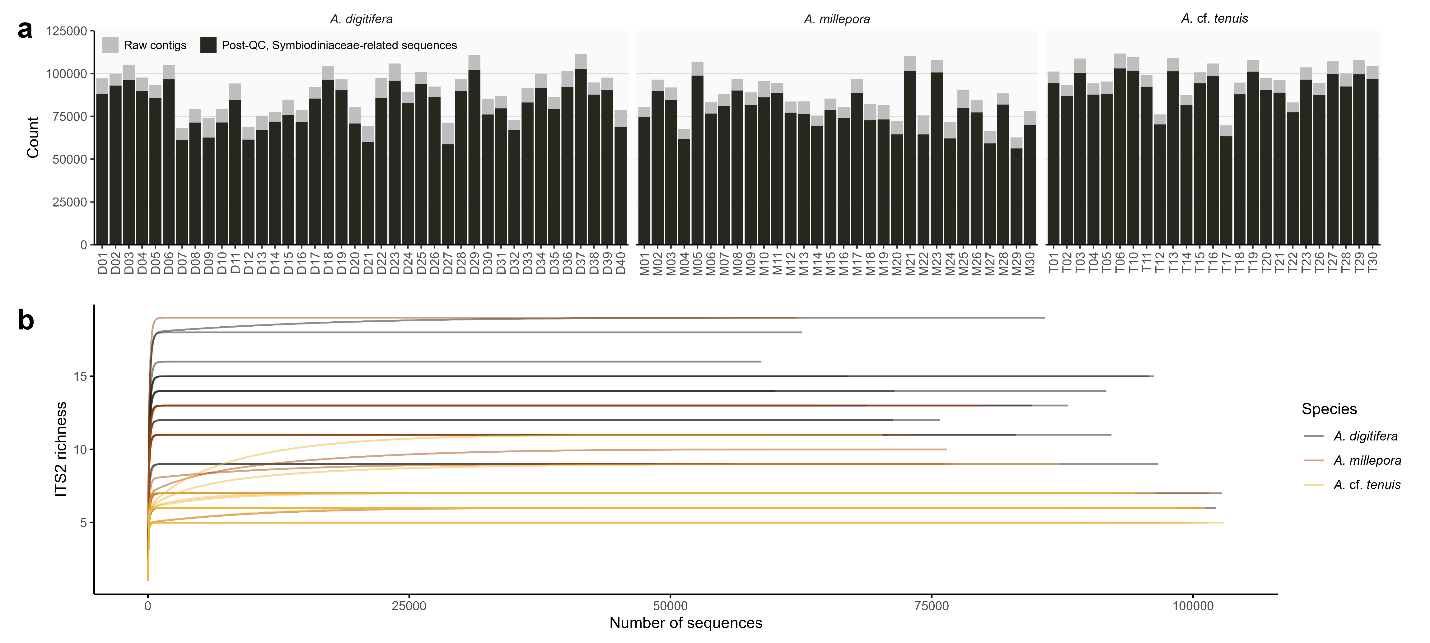 a
A. digitifera
A. millepora
A. cf. tenuis
Raw contigs
Post-QC, Symbiodiniaceae-related sequences
Count
125000
100000
75000
50000
25000
0
D01 D02 D03 D04 D05 D06 D07 D08 D09 D10 D11 D12 D13 D14 D15 D16 D17 D18 D19 D20 D21 D22 D23 D24 D25 D26 D27 D28 D29 D30 D31 D32 D33 D34 D35 D36 D37 D38 D39 D40
M01 M02 M03 M04 M05 M06 M07 M08 M09 M10 M11 M12 M13 M14 M15 M16 M17 M18 M19 M20 M21 M22 M23 M24 M25 M26 M27 M28 M29 M30
T01 T02 T03 T04 T05 T06 T10 T11 T12 T13 T14 T15 T16 T17 T18 T19 T20 T21 T22 T23 T26 T27 T28 T29 T30
b
ITS2 richness
15
10
5
0
25000
50000
75000
100000
Number of sequences
Species
A. digitifera
A. millepora
A. cf. tenuis